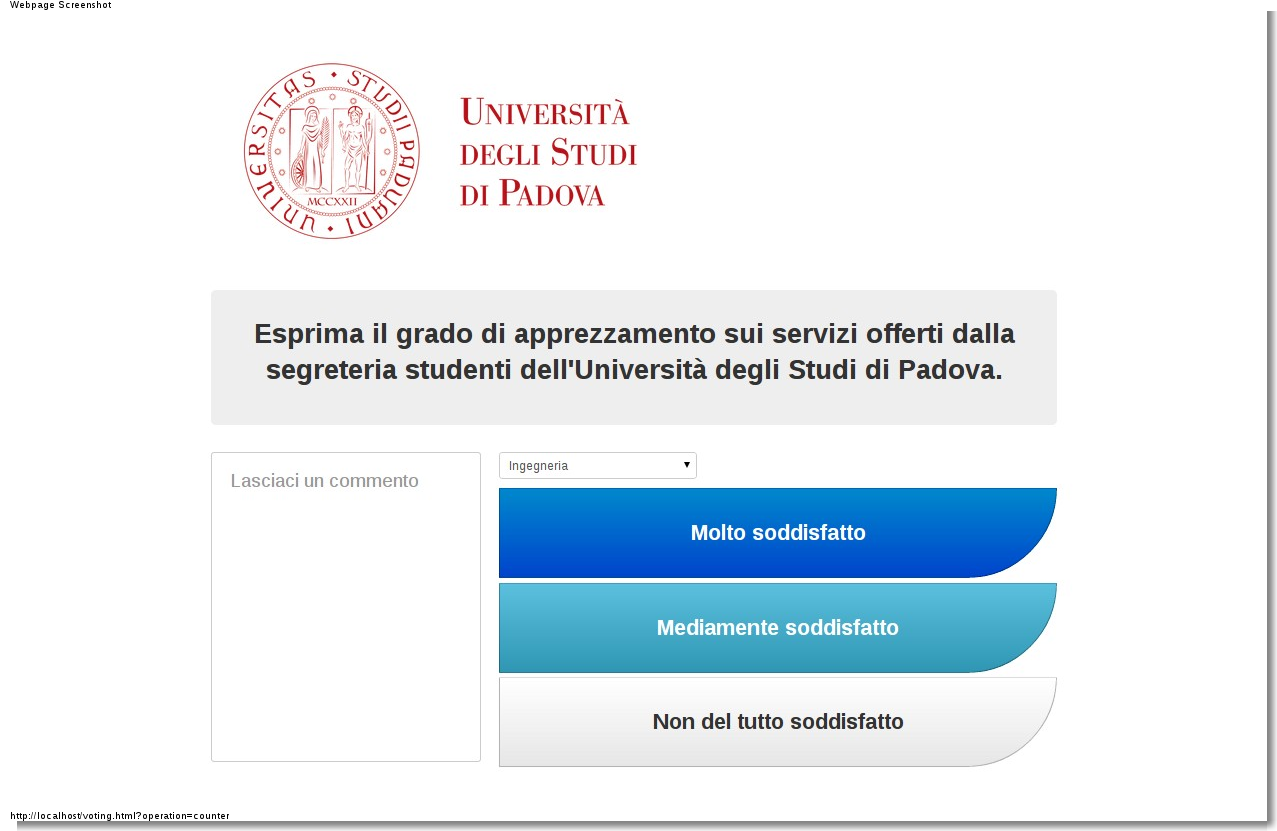 Webpage Screenshot
UNIVERSITAS STUDII PADUANI
MCCXXII
UNIVERSITÀ
DEGLI STUDI
DI PADOVA
Esprima il grado di apprezzamento sui servizi offerti dalla
segreteria studenti dell'Università degli Studi di Padova.
Lasciaci un commento
Ingegneria
Molto soddisfatto
Mediamente soddisfatto
Non del tutto soddisfatto
http://localhost/voting.html?operation=counter